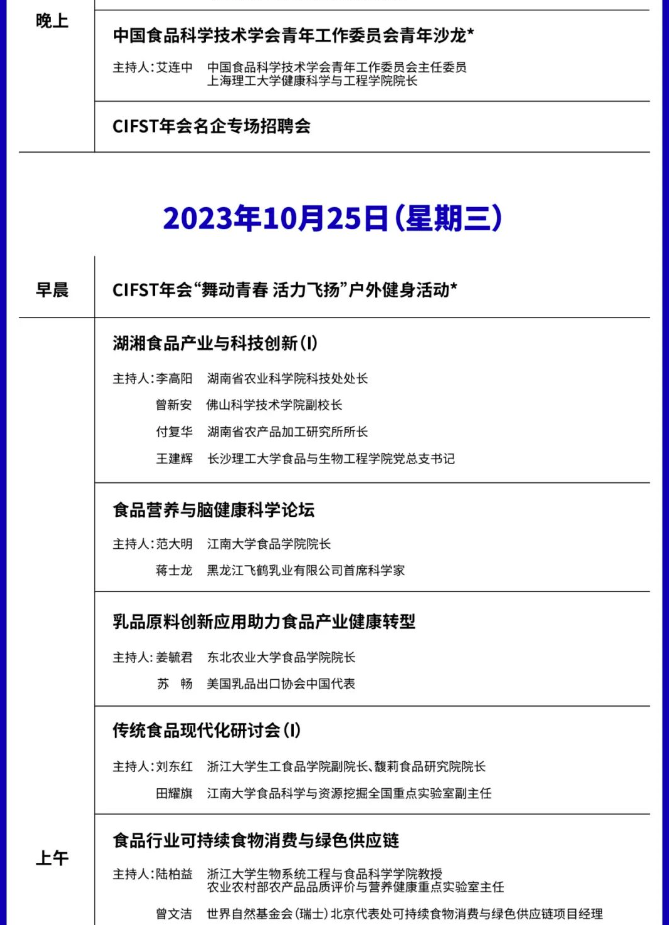 晚上
中国食品科学技术学会青年工作委员会青年沙龙*
主持人:艾连中 中国食品科学技术学会青年工作委员会主任委员
上海理工大学健康科学与工程学院院长
CIFST年会名企专场招聘会
2023年10月25日(星期三)
早晨
CIFST年会“舞动青春 活力飞扬”户外健身活动*
湖湘食品产业与科技创新(I)
主持人:李高阳 湖南省农业科学院科技处处长
曾新安 佛山科学技术学院副校长
付复华 湖南省农产品加工研究所所长
王建辉 长沙理工大学食品与生物工程学院党总支书记
食品营养与脑健康科学论坛
主持人:范大明 江南大学食品学院院长
蒋士龙 黑龙江飞鹤乳业有限公司首席科学家
乳品原料创新应用助力食品产业健康转型
主持人:姜毓君 东北农业大学食品学院院长
苏 畅 美国乳品出口协会中国代表
传统食品现代化研讨会(I)
主持人:刘东红 浙江大学生工食品学院副院长、馥莉食品研究院院长
田耀旗 江南大学食品科学与资源挖掘全国重点实验室副主任
上午
食品行业可持续食物消费与绿色供应链
主持人:陆柏益 浙江大学生物系统工程与食品科学学院教授
农业农村部农产品品质评价与营养健康重点实验室主任
曾文洁 世界自然基金会(瑞士)北京代表处可持续食物消费与绿色供应链项目经理